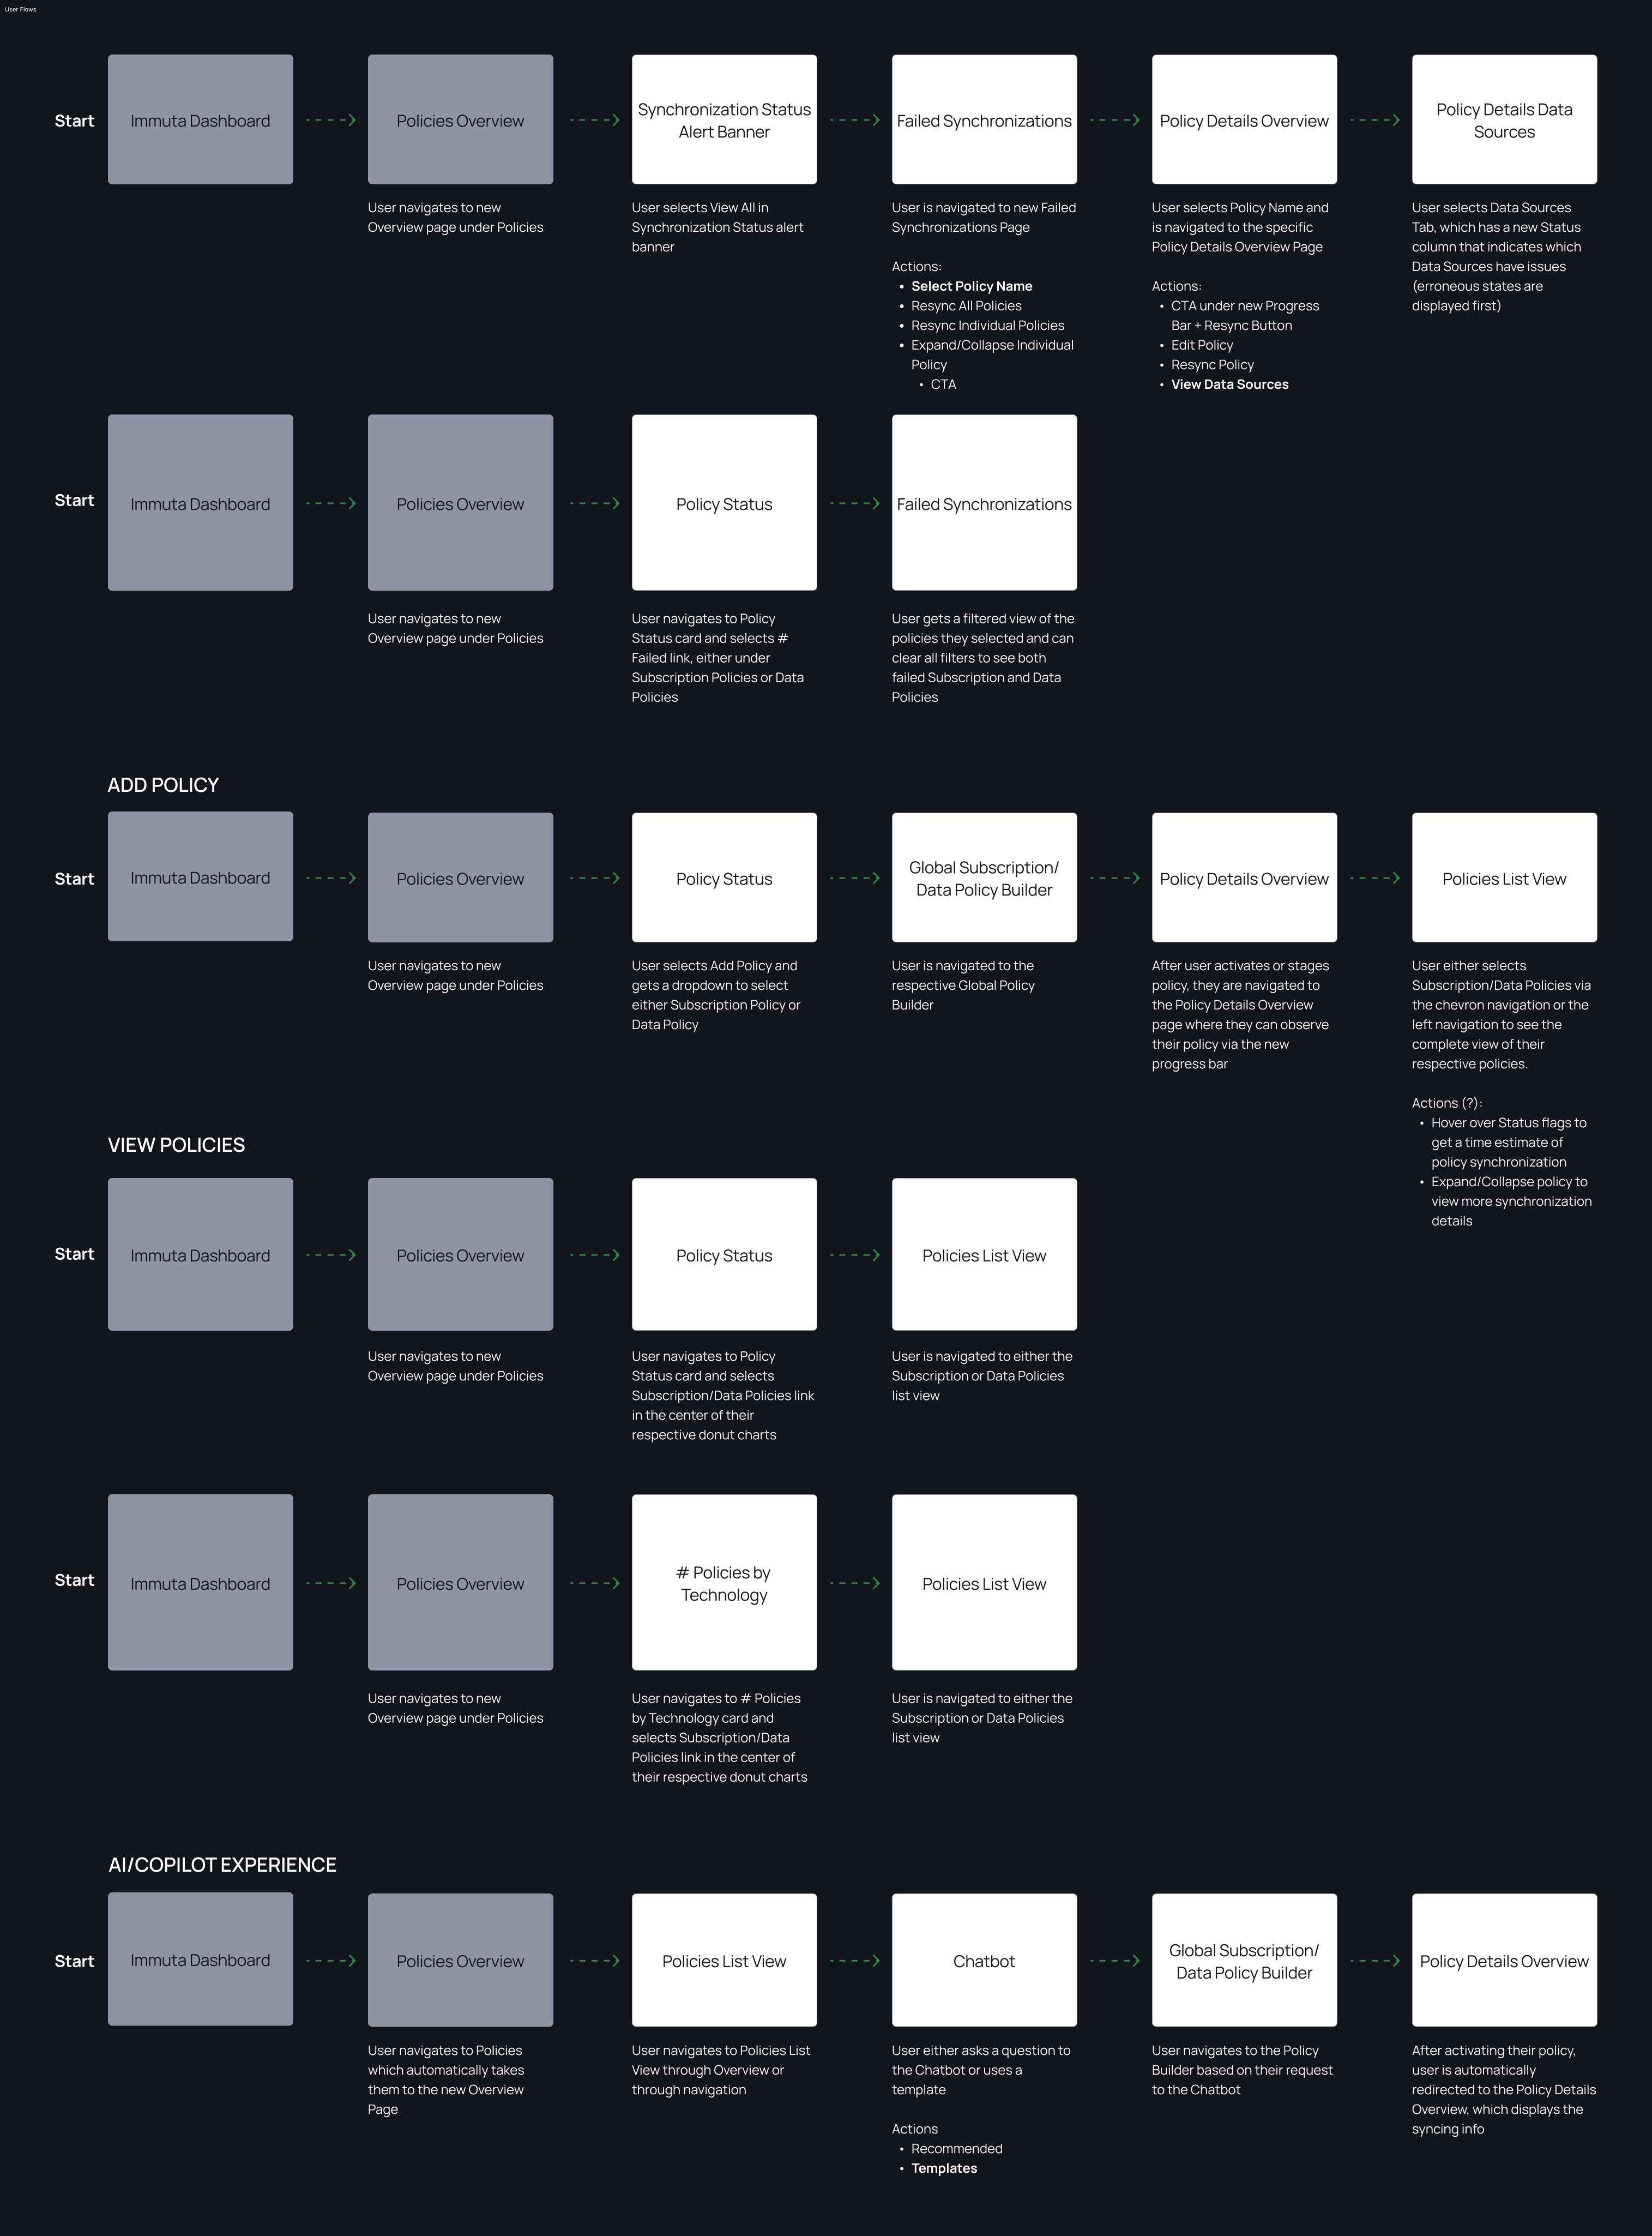 User Flows
Start
Immuta Dashboard
Policies Overview
Synchronization Status
Alert Banner
Failed Synchronizations
Policy Details Overview
Policy Details Data
Sources
User navigates to new
Overview page under Policies
User selects View All in
Synchronization Status alert
banner
User is navigated to new Failed
Synchronizations Page
Actions:
• Select Policy Name
• Resync All Policies
• Resync Individual Policies
• Expand/Collapse Individual
Policy
• CTA
User selects Policy Name and
is navigated to the specific
Policy Details Overview Page
Actions:
• CTA under new Progress
Bar + Resync Button
• Edit Policy
• Resync Policy
• View Data Sources
User selects Data Sources
Tab, which has a new Status
column that indicates which
Data Sources have issues
(erroneous states are
displayed first)
Start
Immuta Dashboard
Policies Overview
Policy Status
Failed Synchronizations
User navigates to new
Overview page under Policies
User navigates to Policy
Status card and selects #
Failed link, either under
Subscription Policies or Data
Policies
User gets a filtered view of the
policies they selected and can
clear all filters to see both
failed Subscription and Data
Policies
ADD POLICY
Start
Immuta Dashboard
Policies Overview
Policy Status
Global Subscription/
Data Policy Builder
Policy Details Overview
Policies List View
User navigates to new
Overview page under Policies
User selects Add Policy and
gets a dropdown to select
either Subscription Policy or
Data Policy
User is navigated to the
respective Global Policy
Builder
After user activates or stages
policy, they are navigated to
the Policy Details Overview
page where they can observe
their policy via the new
progress bar
User either selects
Subscription/Data Policies via
the chevron navigation or the
left navigation to see the
complete view of their
respective policies.
Actions (?):
• Hover over Status flags to
get a time estimate of
policy synchronization
• Expand/Collapse policy to
view more synchronization
details
VIEW POLICIES
Start
Immuta Dashboard
Policies Overview
Policy Status
Policies List View
User navigates to new
Overview page under Policies
User navigates to Policy
Status card and selects
Subscription/Data Policies link
in the center of their
respective donut charts
User is navigated to either the
Subscription or Data Policies
list view
Start
Immuta Dashboard
Policies Overview
# Policies by
Technology
Policies List View
User navigates to new
Overview page under Policies
User navigates to # Policies
by Technology card and
selects Subscription/Data
Policies link in the center of
their respective donut charts
User is navigated to either the
Subscription or Data Policies
list view
AI/COPILOT EXPERIENCE
Start
Immuta Dashboard
Policies Overview
Policies List View
Chatbot
Global Subscription/
Data Policy Builder
Policy Details Overview
User navigates to Policies
which automatically takes
them to the new Overview
Page
User navigates to Policies List
View through Overview or
through navigation
User either asks a question to
the Chatbot or uses a
template
Actions
• Recommended
• Templates
User navigates to the Policy
Builder based on their request
to the Chatbot
After activating their policy,
user is automatically
redirected to the Policy Details
Overview, which displays the
syncing info